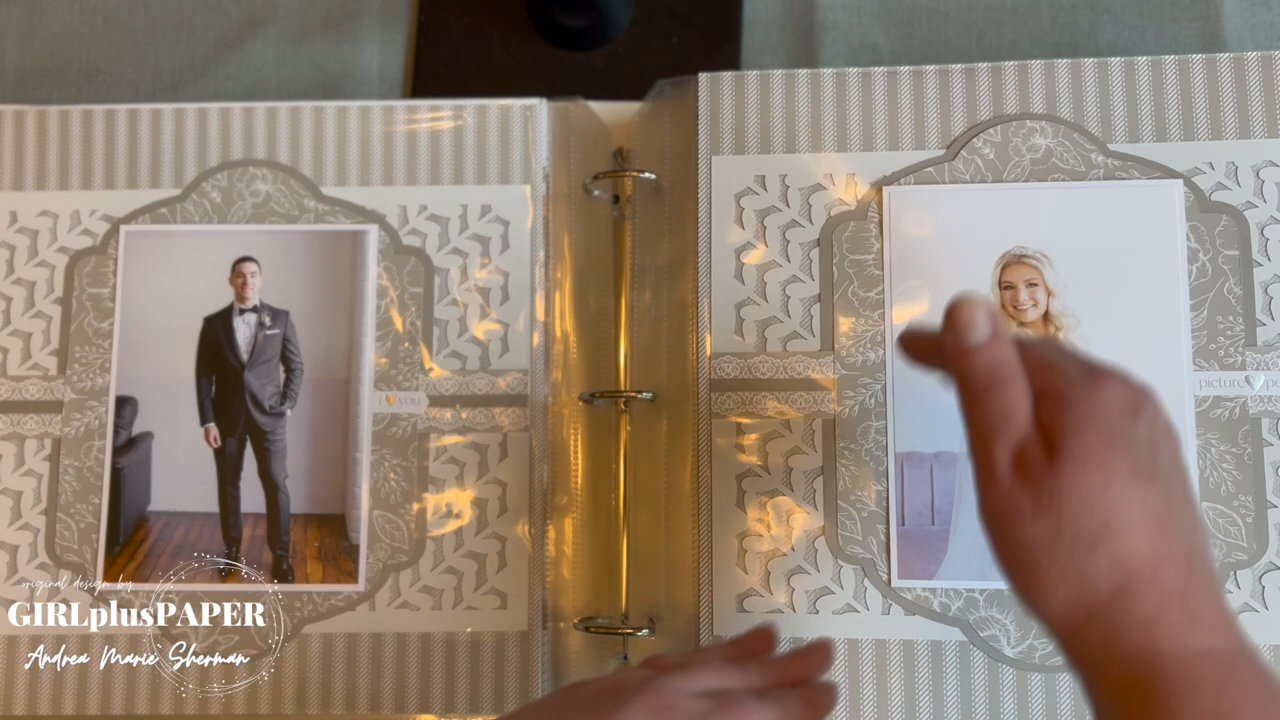 I you
picture
original design by
GIRLplusPAPER
Andrea Marie Sherman